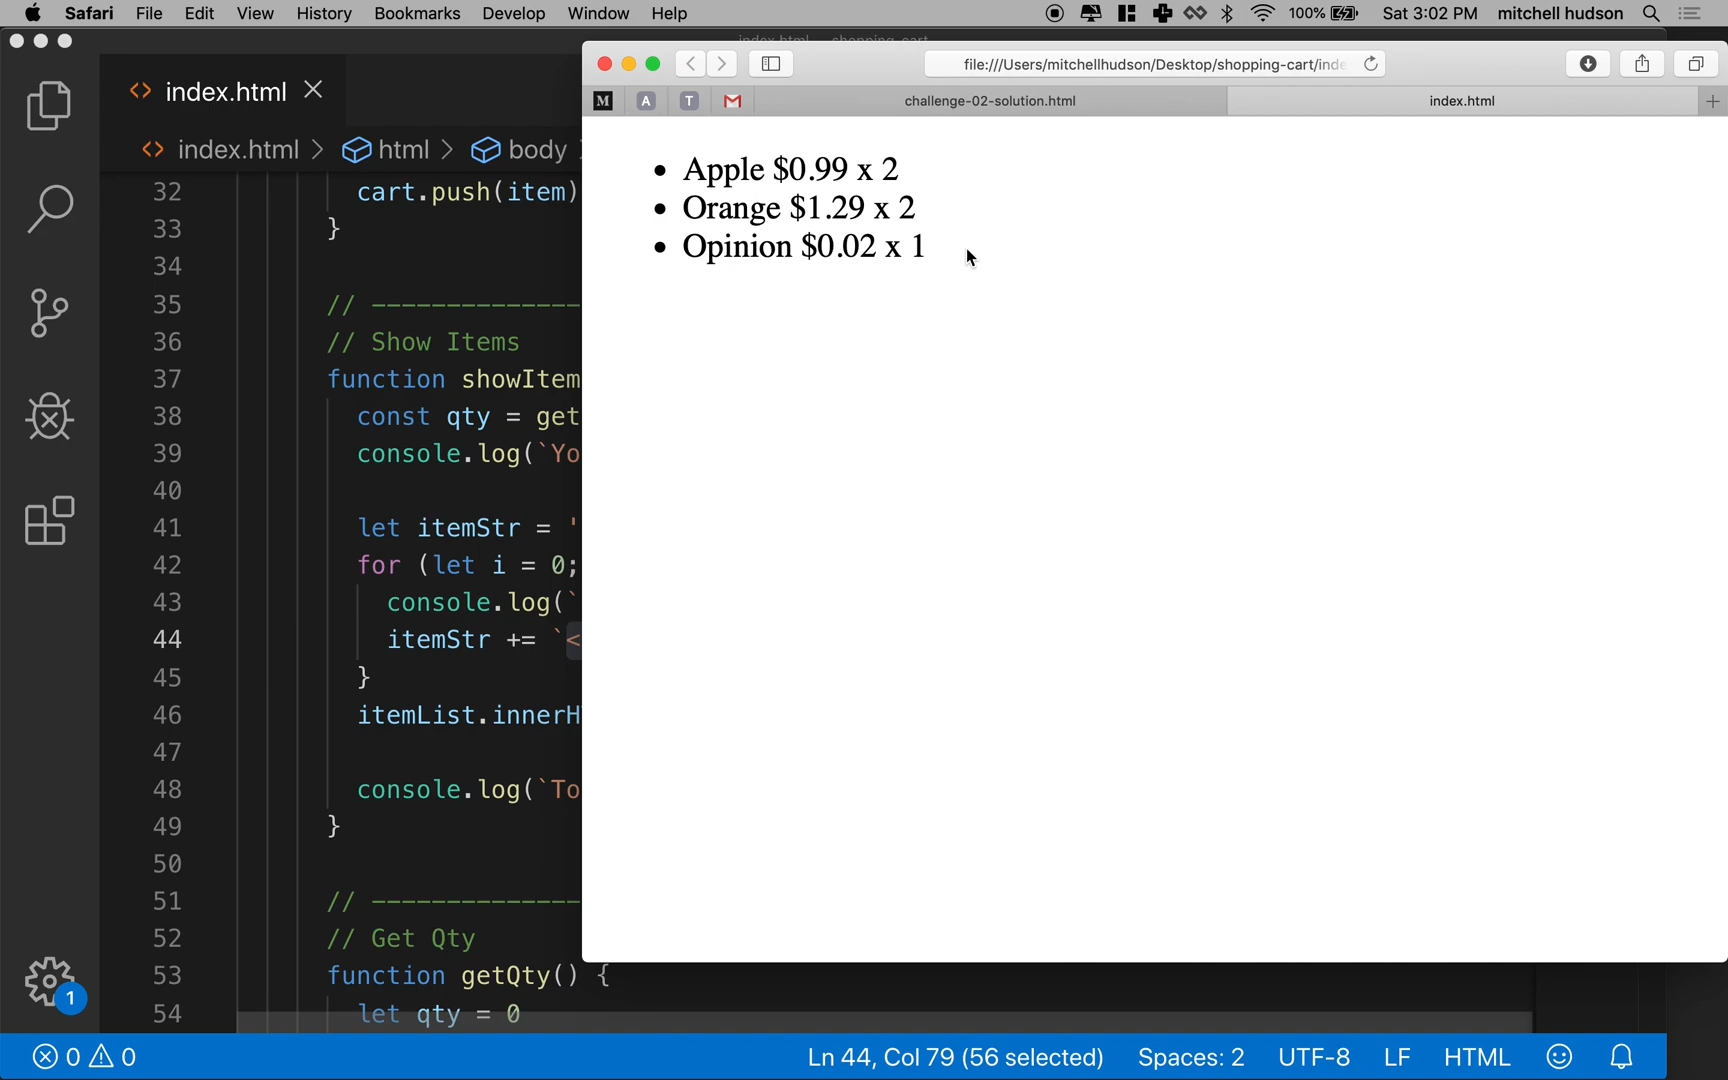 Safari File Edit View History Bookmarks Develop Window Help 100% Sat 3:02 PM mitchell hudson
index.html
file:///Users/mitchellhudson/Desktop/shopping-cart/inde
M A T challenge-02-solution.html index.html
index.html > html > body
Apple $0.99 x 2
Orange $1.29 x 2
Opinion $0.02 x 1
32 cart.push(item)
33 }
34
35 // --------------
36 // Show Items
37 function showItem
38 const qty = get
39 console.log(`Yo
40
41 let itemStr = '
42 for (let i = 0;
43 console.log(`
44 itemStr += `<
45 }
46 itemList.innerH
47
48 console.log(`To
49 }
50
51 // --------------
52 // Get Qty
53 function getQty() {
54 let qty = 0
1
0 0 Ln 44, Col 79 (56 selected) Spaces: 2 UTF-8 LF HTML